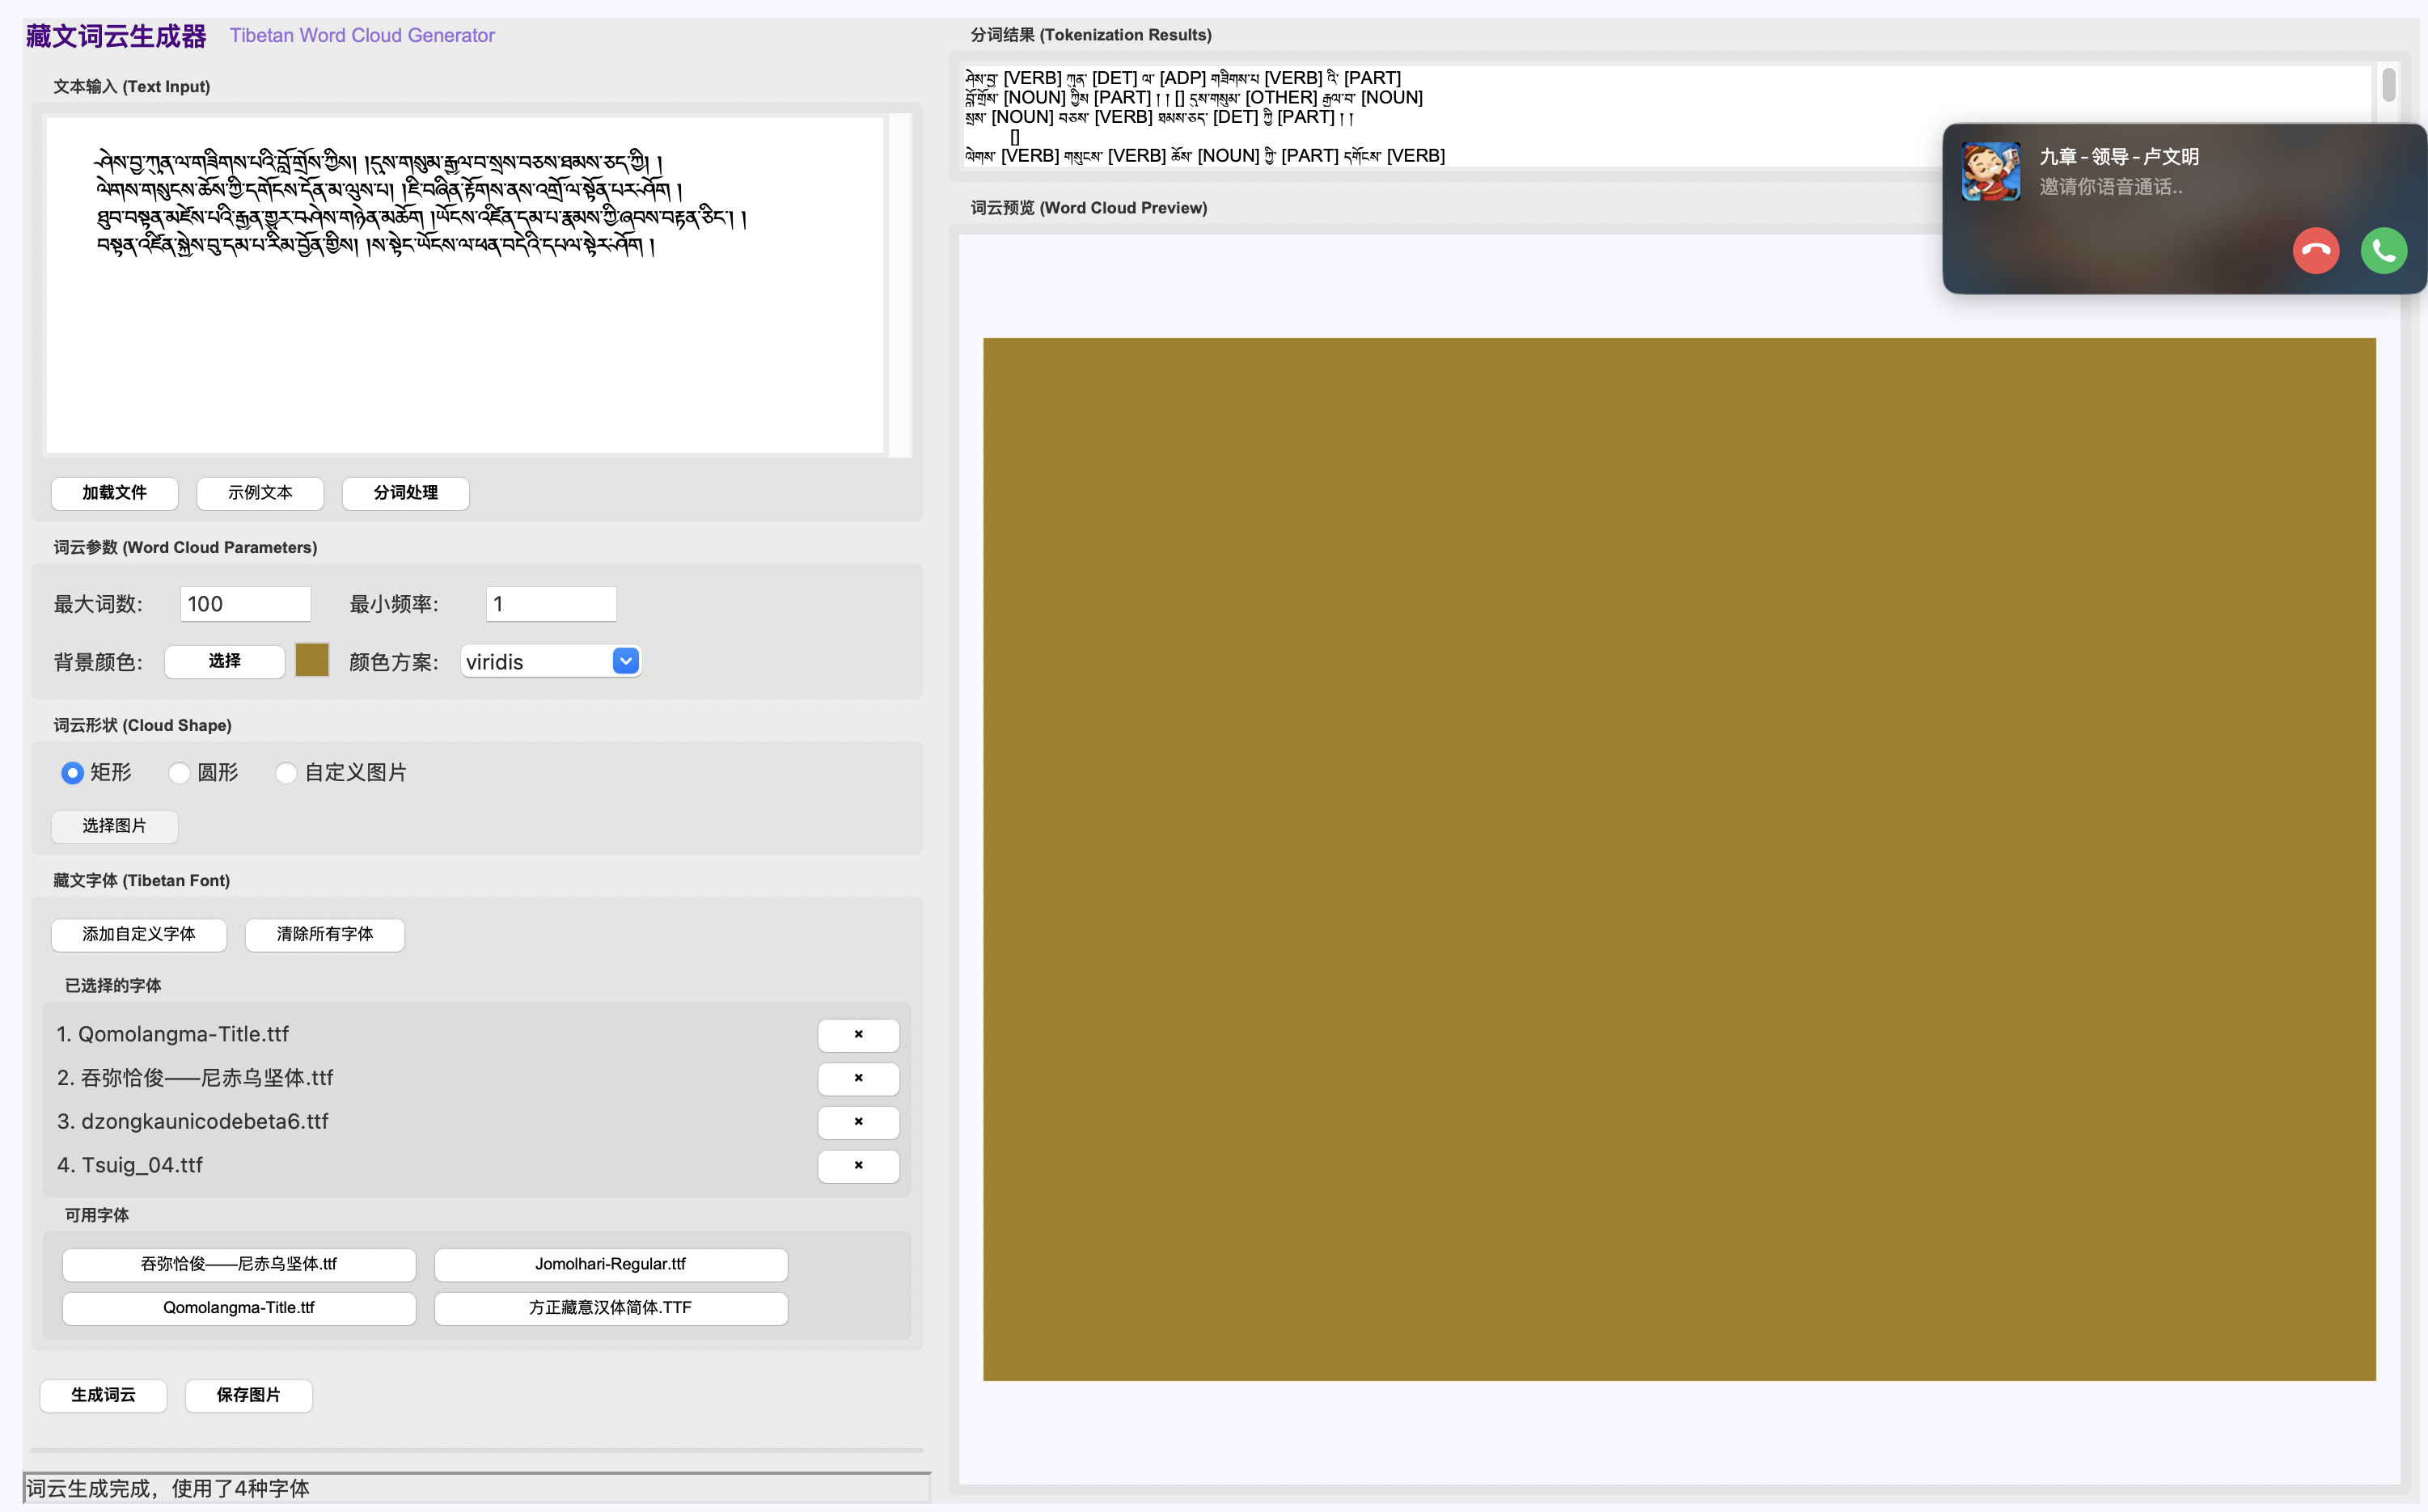 藏文词云生成器 Tibetan Word Cloud Generator
文本输入 (Text Input)
ཤེས་བྱ་ཀུན་ལ་གཟིགས་པའི་བློ་གྲོས་ཀྱིས། །དུས་གསུམ་རྒྱལ་བ་སྲས་བཅས་ཐམས་ཅད་ཀྱི། །
ལེགས་གསུངས་ཆོས་ཀྱི་དགོངས་དོན་མ་ལུས་པ། །ཇི་བཞིན་རྟོགས་ནས་འགྲོ་ལ་སྟོན་པར་ཤོག །
ཐུབ་བསྟན་མཛེས་པའི་རྒྱན་གྱུར་བཤེས་གཉེན་མཆོག །ཡོངས་འཛིན་དམ་པ་རྣམས་ཀྱི་ཞབས་བརྟན་ཅིང་། །
བསྟན་འཛིན་སྐྱེས་བུ་དམ་པ་རིམ་བྱོན་གྱིས། །ས་སྟེང་ཡོངས་ལ་ཕན་བདེའི་དཔལ་སྟེར་ཤོག །
加载文件 示例文本 分词处理
词云参数 (Word Cloud Parameters)
最大词数: 100 最小频率: 1
背景颜色: 选择 颜色方案: viridis
词云形状 (Cloud Shape)
矩形 圆形 自定义图片
选择图片
藏文字体 (Tibetan Font)
添加自定义字体 清除所有字体
已选择的字体
1. Qomolangma-Title.ttf ×
2. 吞弥恰俊——尼赤乌坚体.ttf ×
3. dzongkaunicodebeta6.ttf ×
4. Tsuig_04.ttf ×
可用字体
吞弥恰俊——尼赤乌坚体.ttf Jomolhari-Regular.ttf
Qomolangma-Title.ttf 方正藏意汉体简体.TTF
生成词云 保存图片
词云生成完成，使用了4种字体
分词结果 (Tokenization Results)
ཤེས་བྱ་ [VERB] ཀུན་ [DET] ལ་ [ADP] གཟིགས་པ [VERB] འི་ [PART]
བློ་གྲོས་ [NOUN] ཀྱིས [PART] ། ། [] དུས་གསུམ་ [OTHER] རྒྱལ་བ་ [NOUN]
སྲས་ [NOUN] བཅས་ [VERB] ཐམས་ཅད་ [DET] ཀྱི [PART] ། །
[]
ལེགས་ [VERB] གསུངས་ [VERB] ཆོས་ [NOUN] ཀྱི་ [PART] དགོངས་ [VERB]
词云预览 (Word Cloud Preview)
九章-领导-卢文明
邀请你语音通话..